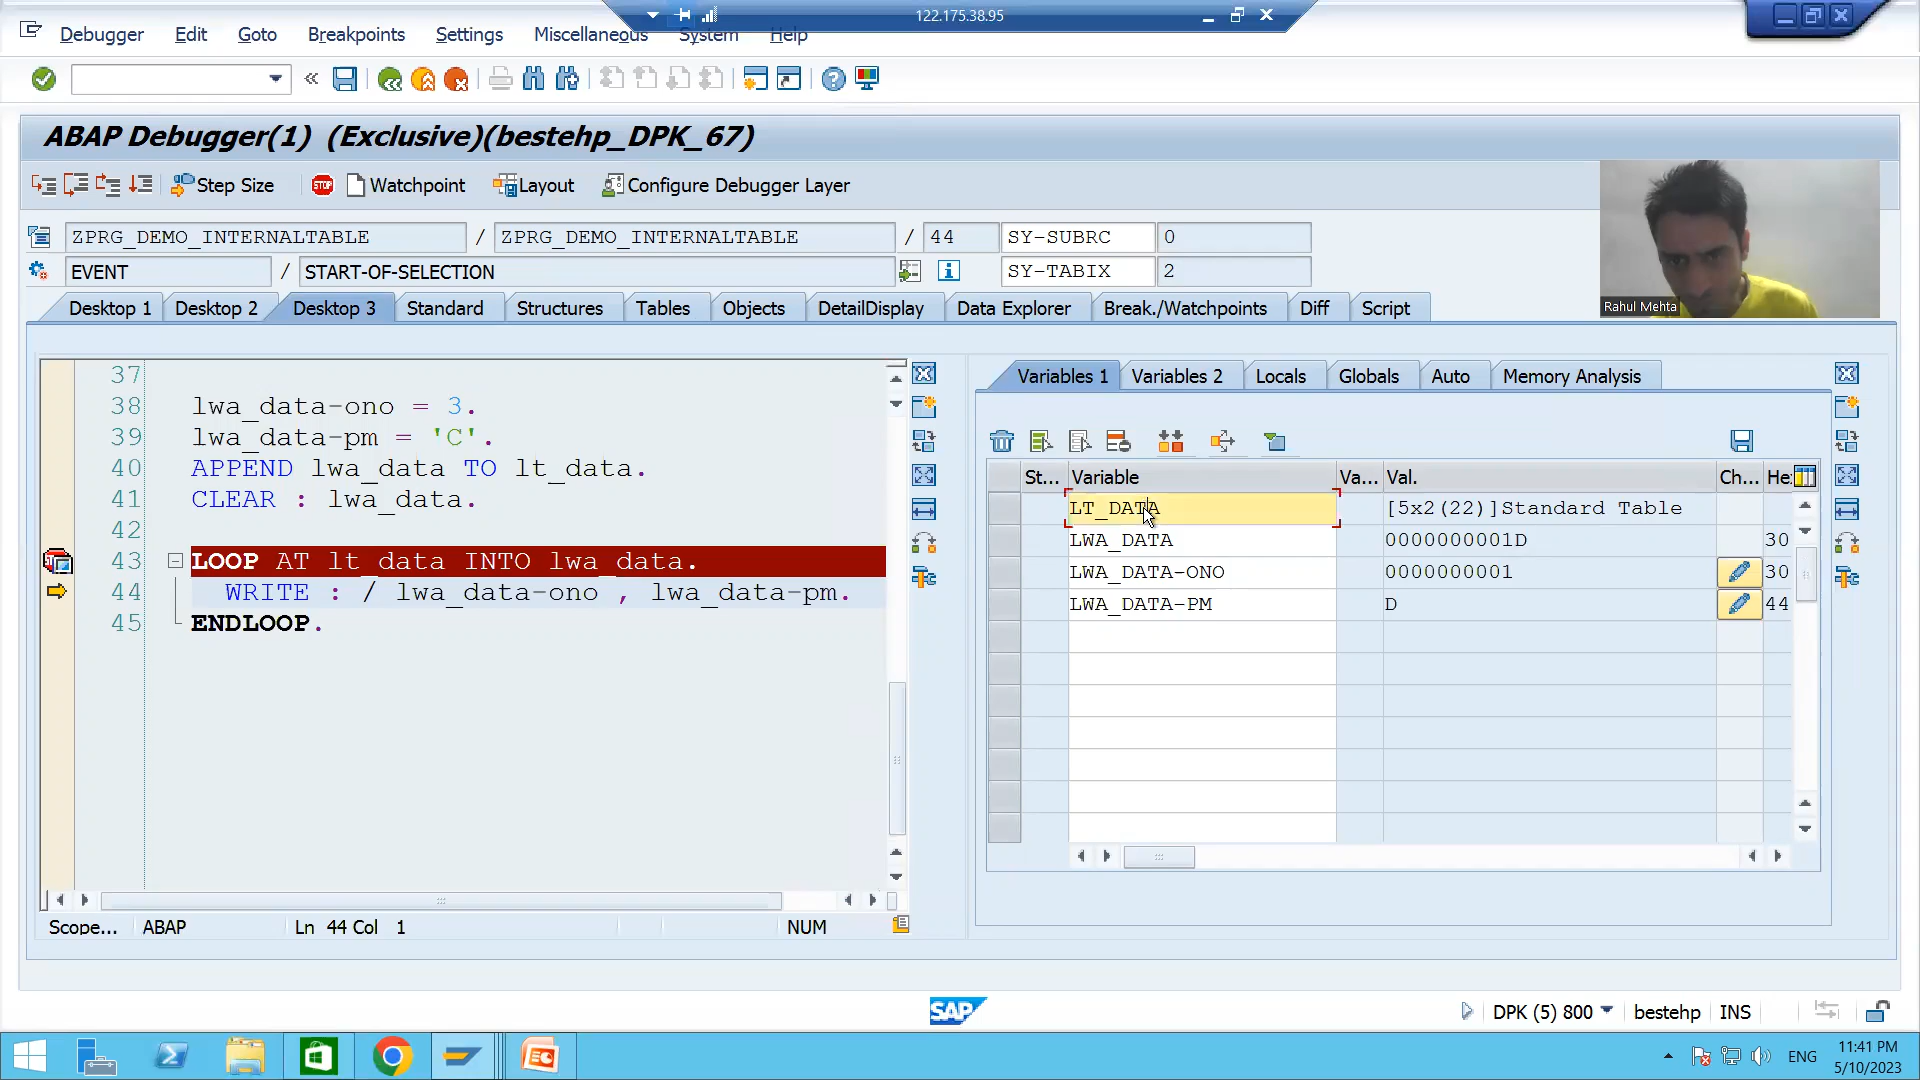 122.175.38.95
Debugger Edit Goto Breakpoints Settings Miscellaneous System Help
ABAP Debugger(1) (Exclusive)(bestehp_DPK_67)
Step Size STOP Watchpoint Layout Configure Debugger Layer
ZPRG_DEMO_INTERNALTABLE / ZPRG_DEMO_INTERNALTABLE / 44 SY-SUBRC 0
EVENT / START-OF-SELECTION SY-TABIX 2
Rahul Mehta
Desktop 1 Desktop 2 Desktop 3 Standard Structures Tables Objects DetailDisplay Data Explorer Break./Watchpoints Diff Script
37
38 lwa_data-ono = 3.
39 lwa_data-pm = 'C'.
40 APPEND lwa_data TO lt_data.
41 CLEAR : lwa_data.
42
43 LOOP AT lt_data INTO lwa_data.
44 WRITE : / lwa_data-ono , lwa_data-pm.
45 ENDLOOP.
Scope... ABAP Ln 44 Col 1 NUM
Variables 1 Variables 2 Locals Globals Auto Memory Analysis
St... Variable Va... Val. Ch... Hex
LT_DATA [5x2(22)]Standard Table
LWA_DATA 0000000001D 30
LWA_DATA-ONO 0000000001 30
LWA_DATA-PM D 44
SAP
DPK (5) 800 bestehp INS
ENG
11:41 PM
5/10/2023